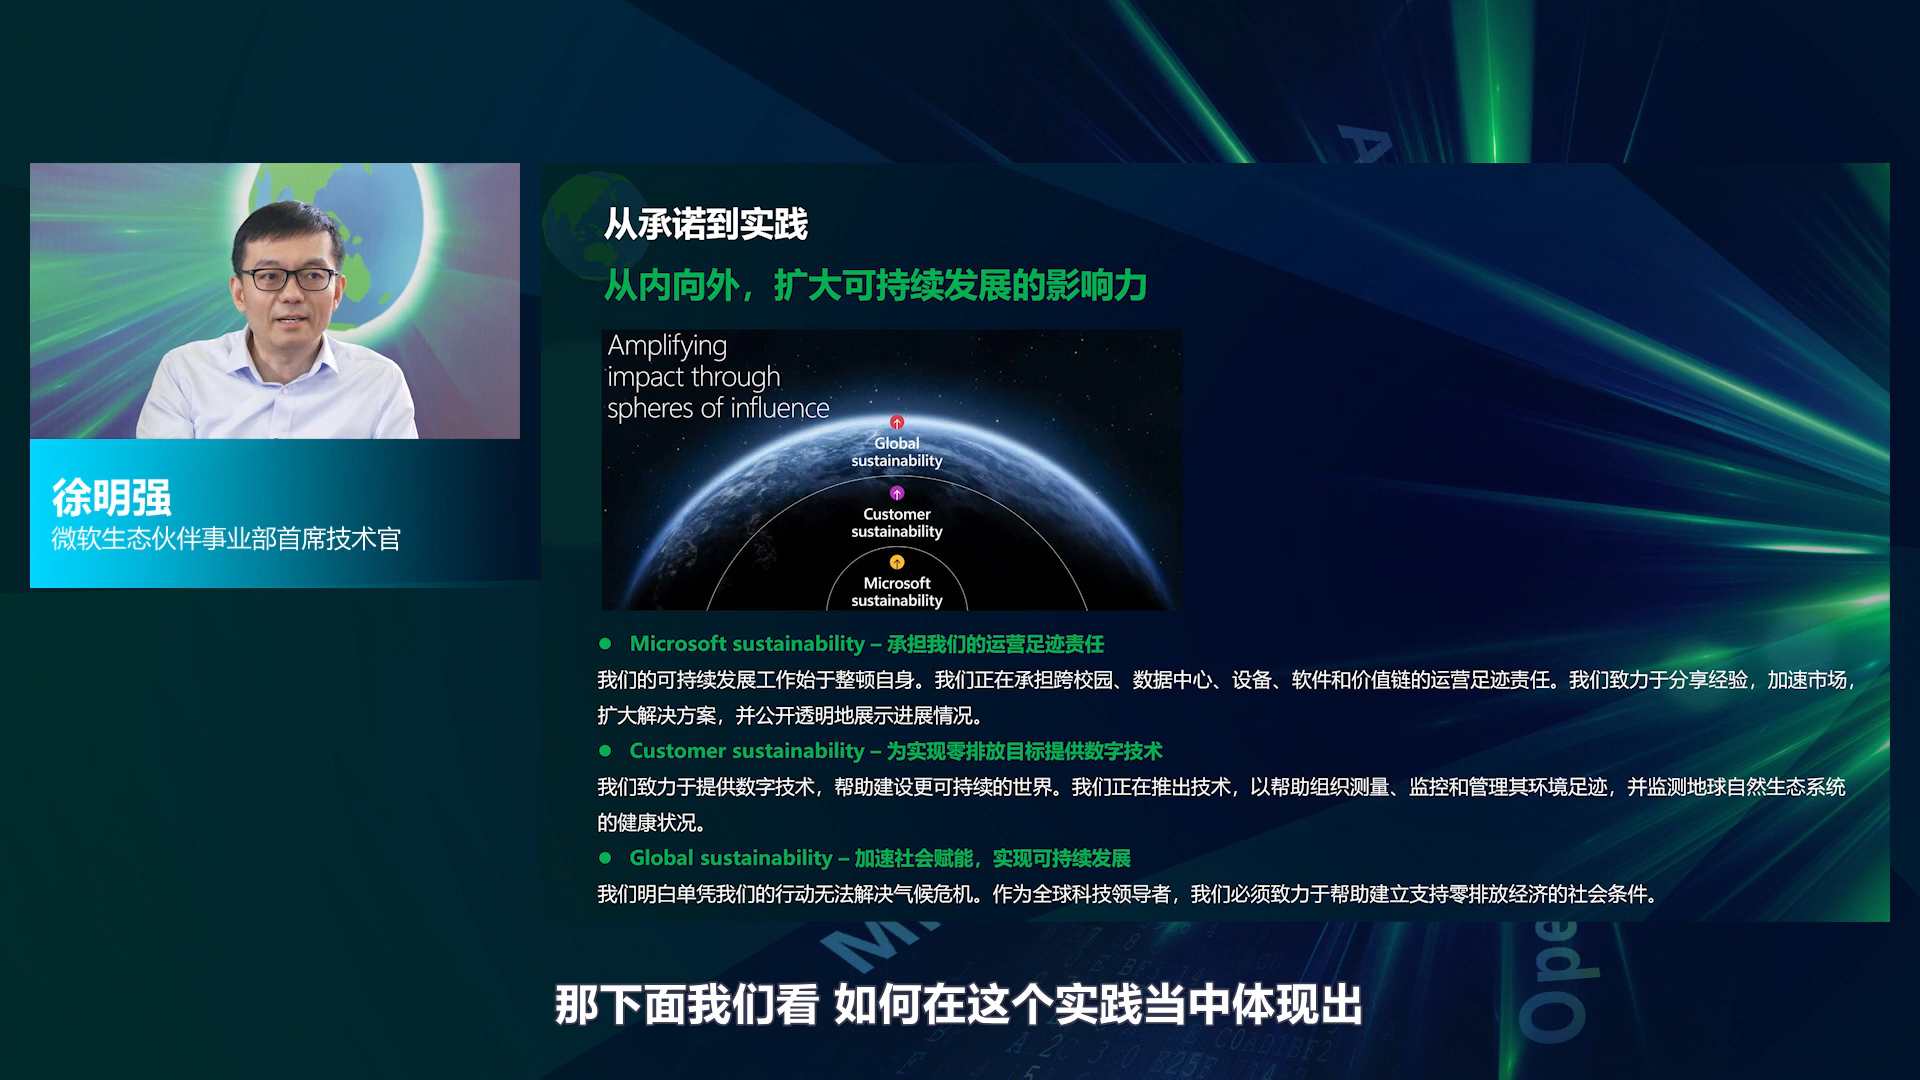 从承诺到实践
从内向外，扩大可持续发展的影响力
Amplifying
impact through
spheres of influence
Global
sustainability
Customer
sustainability
Microsoft
sustainability
徐明强
微软生态伙伴事业部首席技术官
● Microsoft sustainability – 承担我们的运营足迹责任
我们的可持续发展工作始于整顿自身。我们正在承担跨校园、数据中心、设备、软件和价值链的运营足迹责任。我们致力于分享经验，加速市场，
扩大解决方案，并公开透明地展示进展情况。
● Customer sustainability – 为实现零排放目标提供数字技术
我们致力于提供数字技术，帮助建设更可持续的世界。我们正在推出技术，以帮助组织测量、监控和管理其环境足迹，并监测地球自然生态系统
的健康状况。
● Global sustainability – 加速社会赋能，实现可持续发展
我们明白单凭我们的行动无法解决气候危机。作为全球科技领导者，我们必须致力于帮助建立支持零排放经济的社会条件。
Ope
那下面我们看 如何在这个实践当中体现出